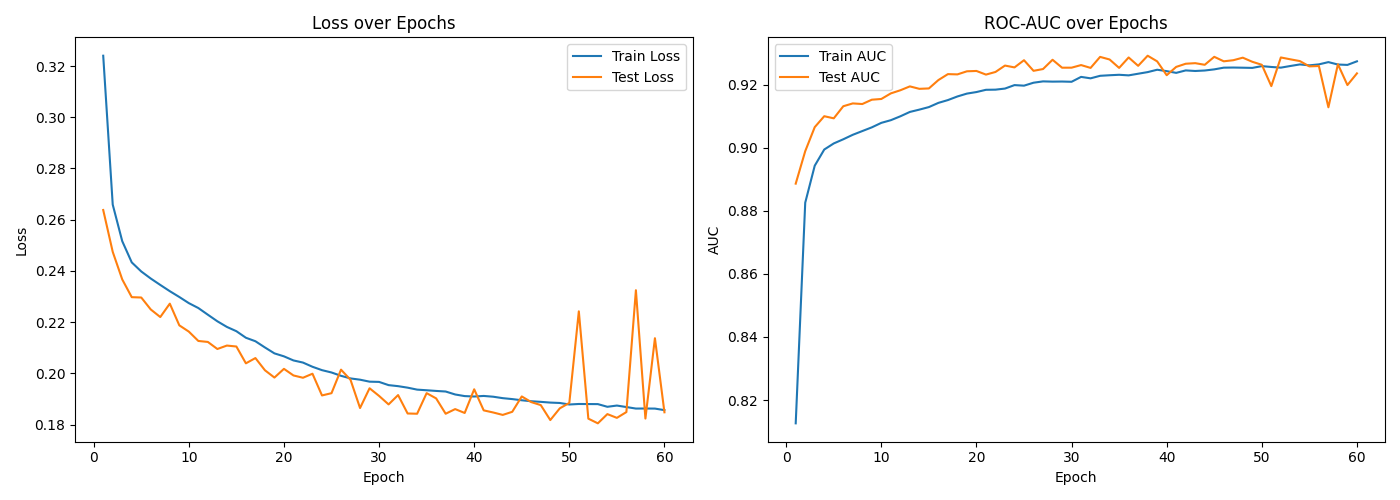 Loss over Epochs
Train Loss
Test Loss
Loss
0.32
0.30
0.28
0.26
0.24
0.22
0.20
0.18
0 10 20 30 40 50 60
Epoch
ROC-AUC over Epochs
Train AUC
Test AUC
AUC
0.92
0.90
0.88
0.86
0.84
0.82
0 10 20 30 40 50 60
Epoch